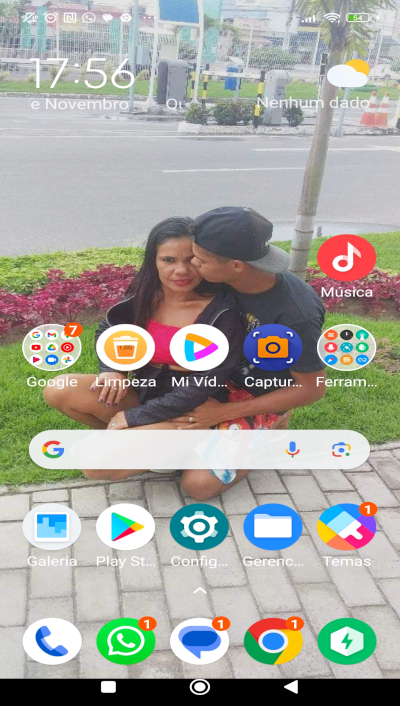 54
17:56
e Novembro
Qu
Nenhum dado
Música
7
Google
Limpeza
Mi Víd...
Captur...
Ferram...
1
Galeria
Play St...
Config...
Gerenc...
Temas
1
1
1